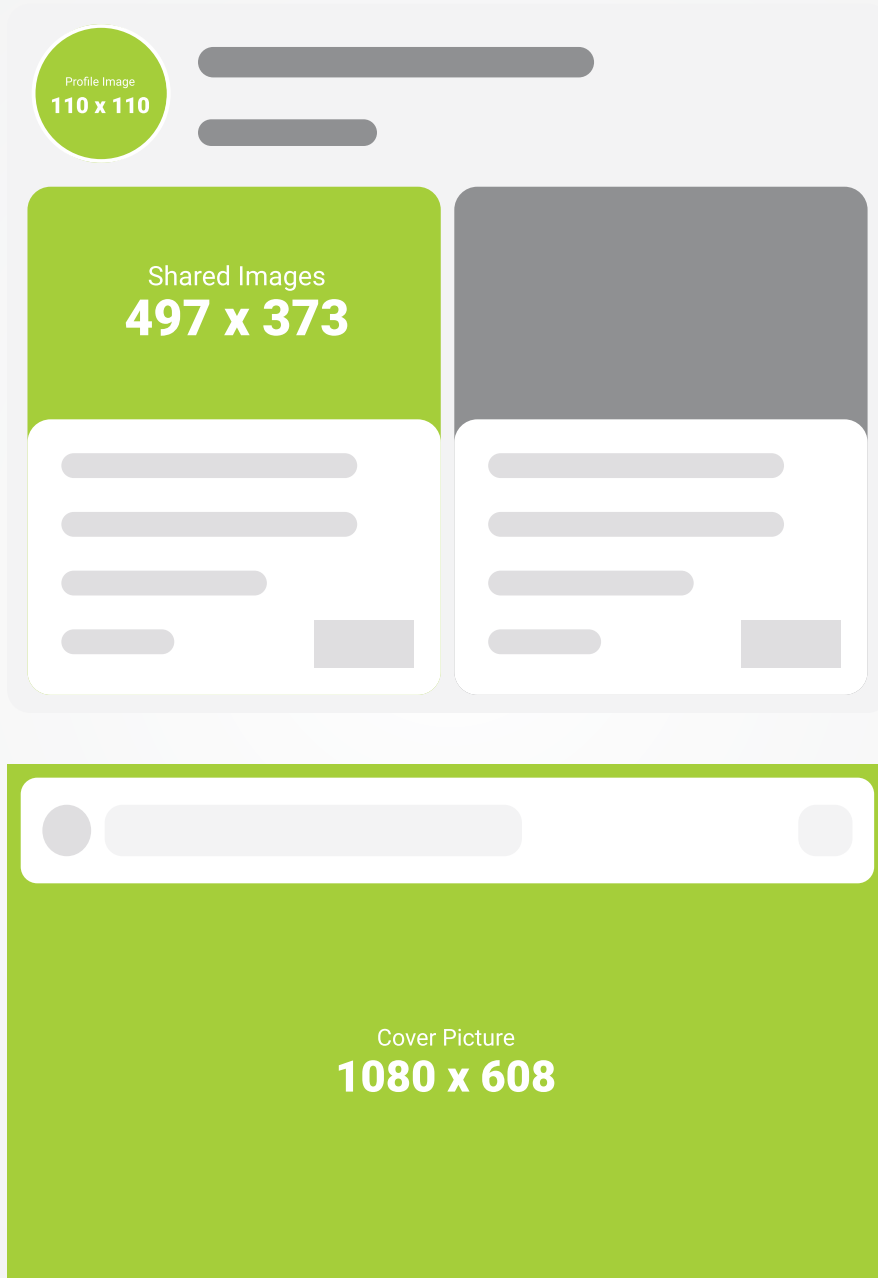 Profile Image
110 x 110
Shared Images
497 x 373
Cover Picture
1080 x 608